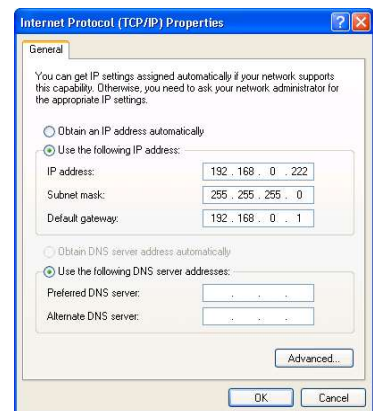 Internet Protocol (TCP/IP) Properties
General
You can get IP settings assigned automatically if your network supports
this capability. Otherwise, you need to ask your network administrator for
the appropriate IP settings.
Obtain an IP address automatically
Use the following IP address:
IP address: 192 . 168 . 0 . 222
Subnet mask: 255 . 255 . 255 . 0
Default gateway: 192 . 168 . 0 . 1
Obtain DNS server address automatically
Use the following DNS server addresses:
Preferred DNS server: . . .
Alternate DNS server: . . .
Advanced...
OK Cancel